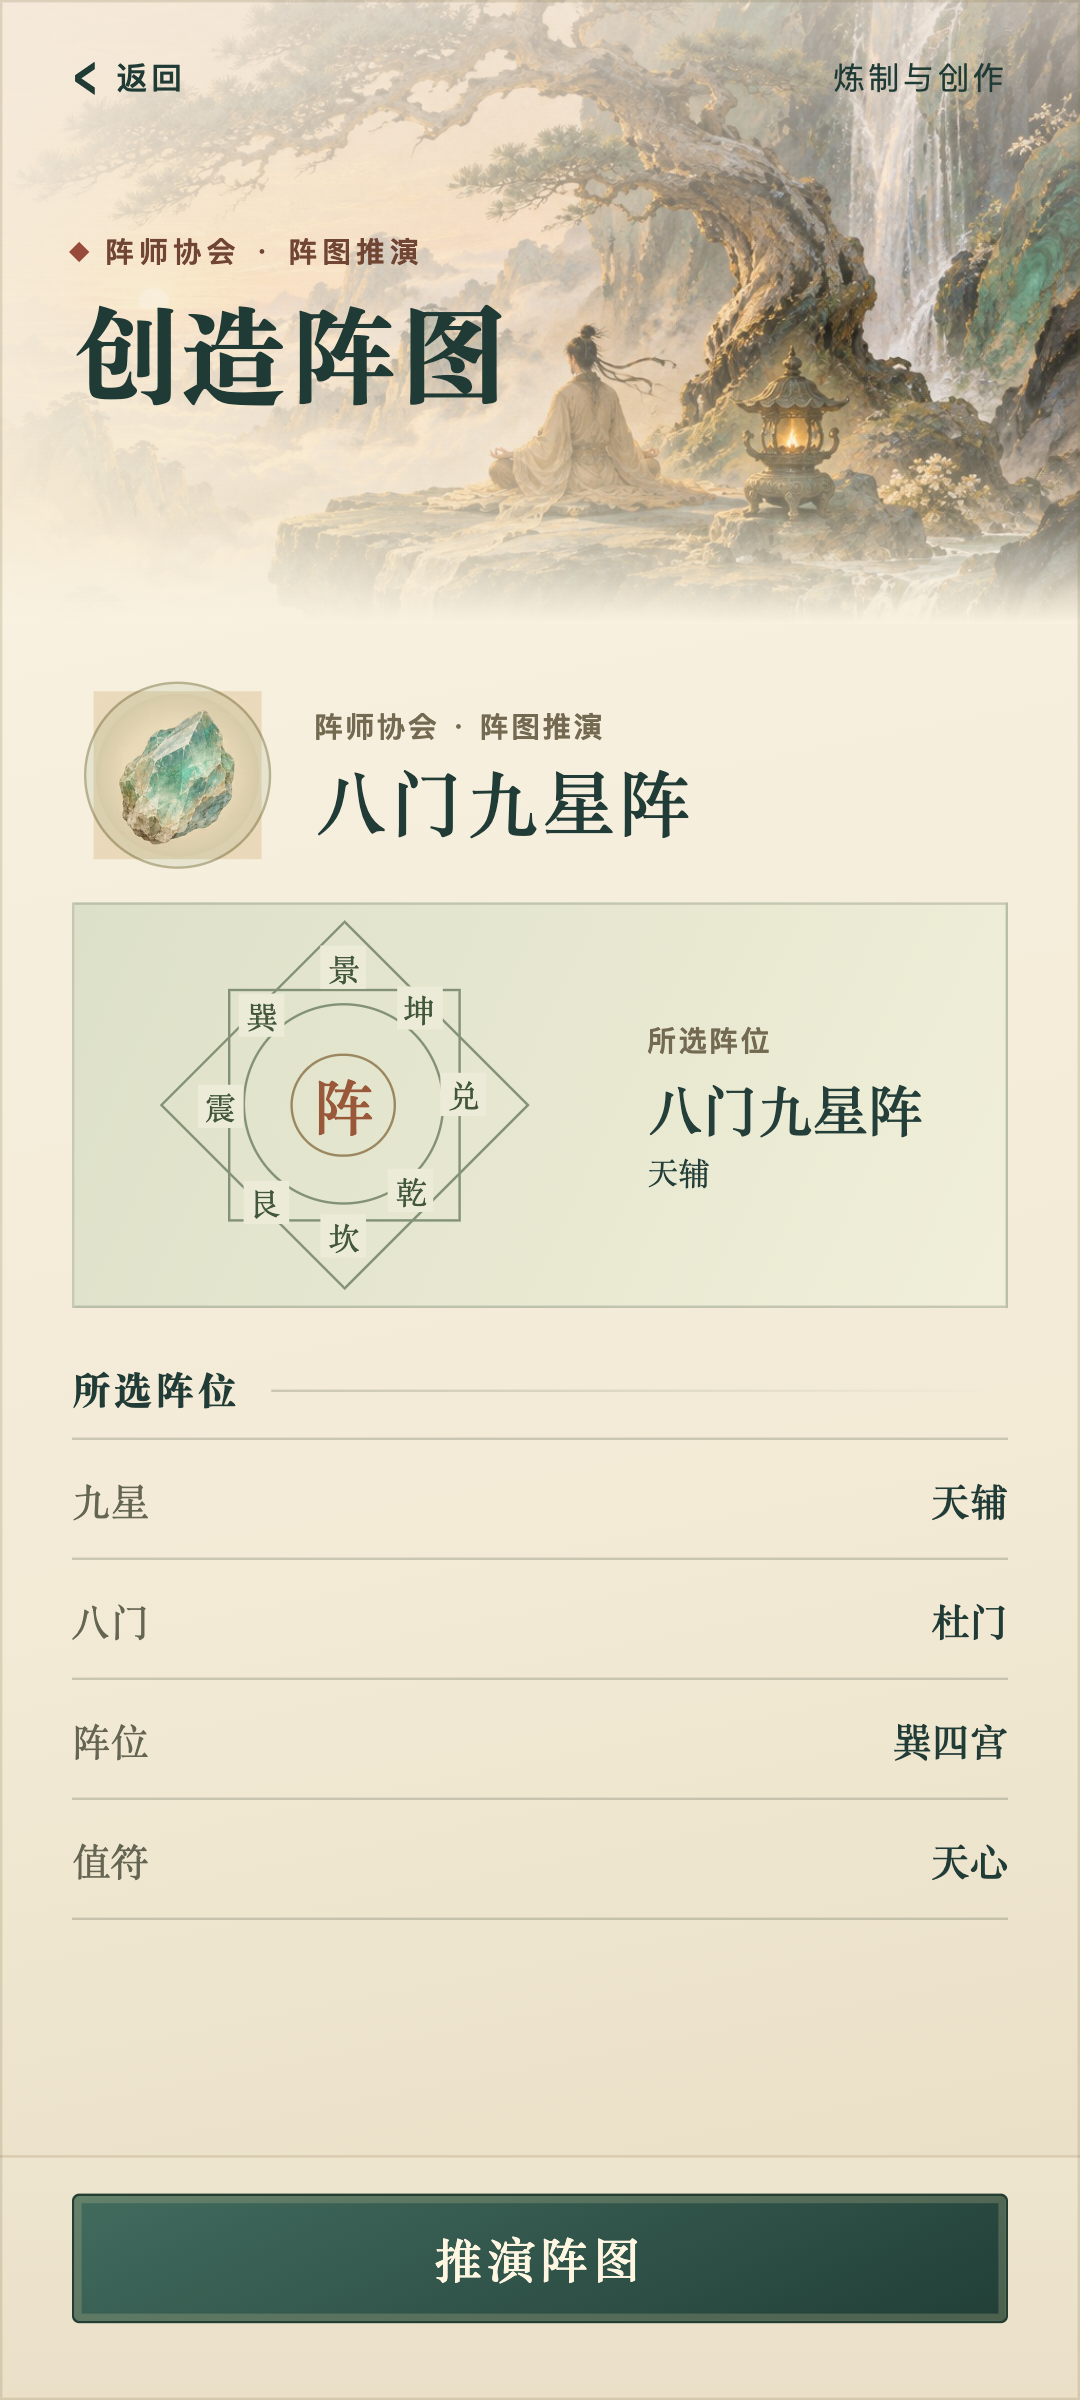 返回
炼制与创作
阵师协会 · 阵图推演
创造阵图
阵师协会 · 阵图推演
八门九星阵
景
巽
坤
震
阵
兑
艮
乾
坎
所选阵位
八门九星阵
天辅
所选阵位
九星 天辅
八门 杜门
阵位 巽四宫
值符 天心
推演阵图